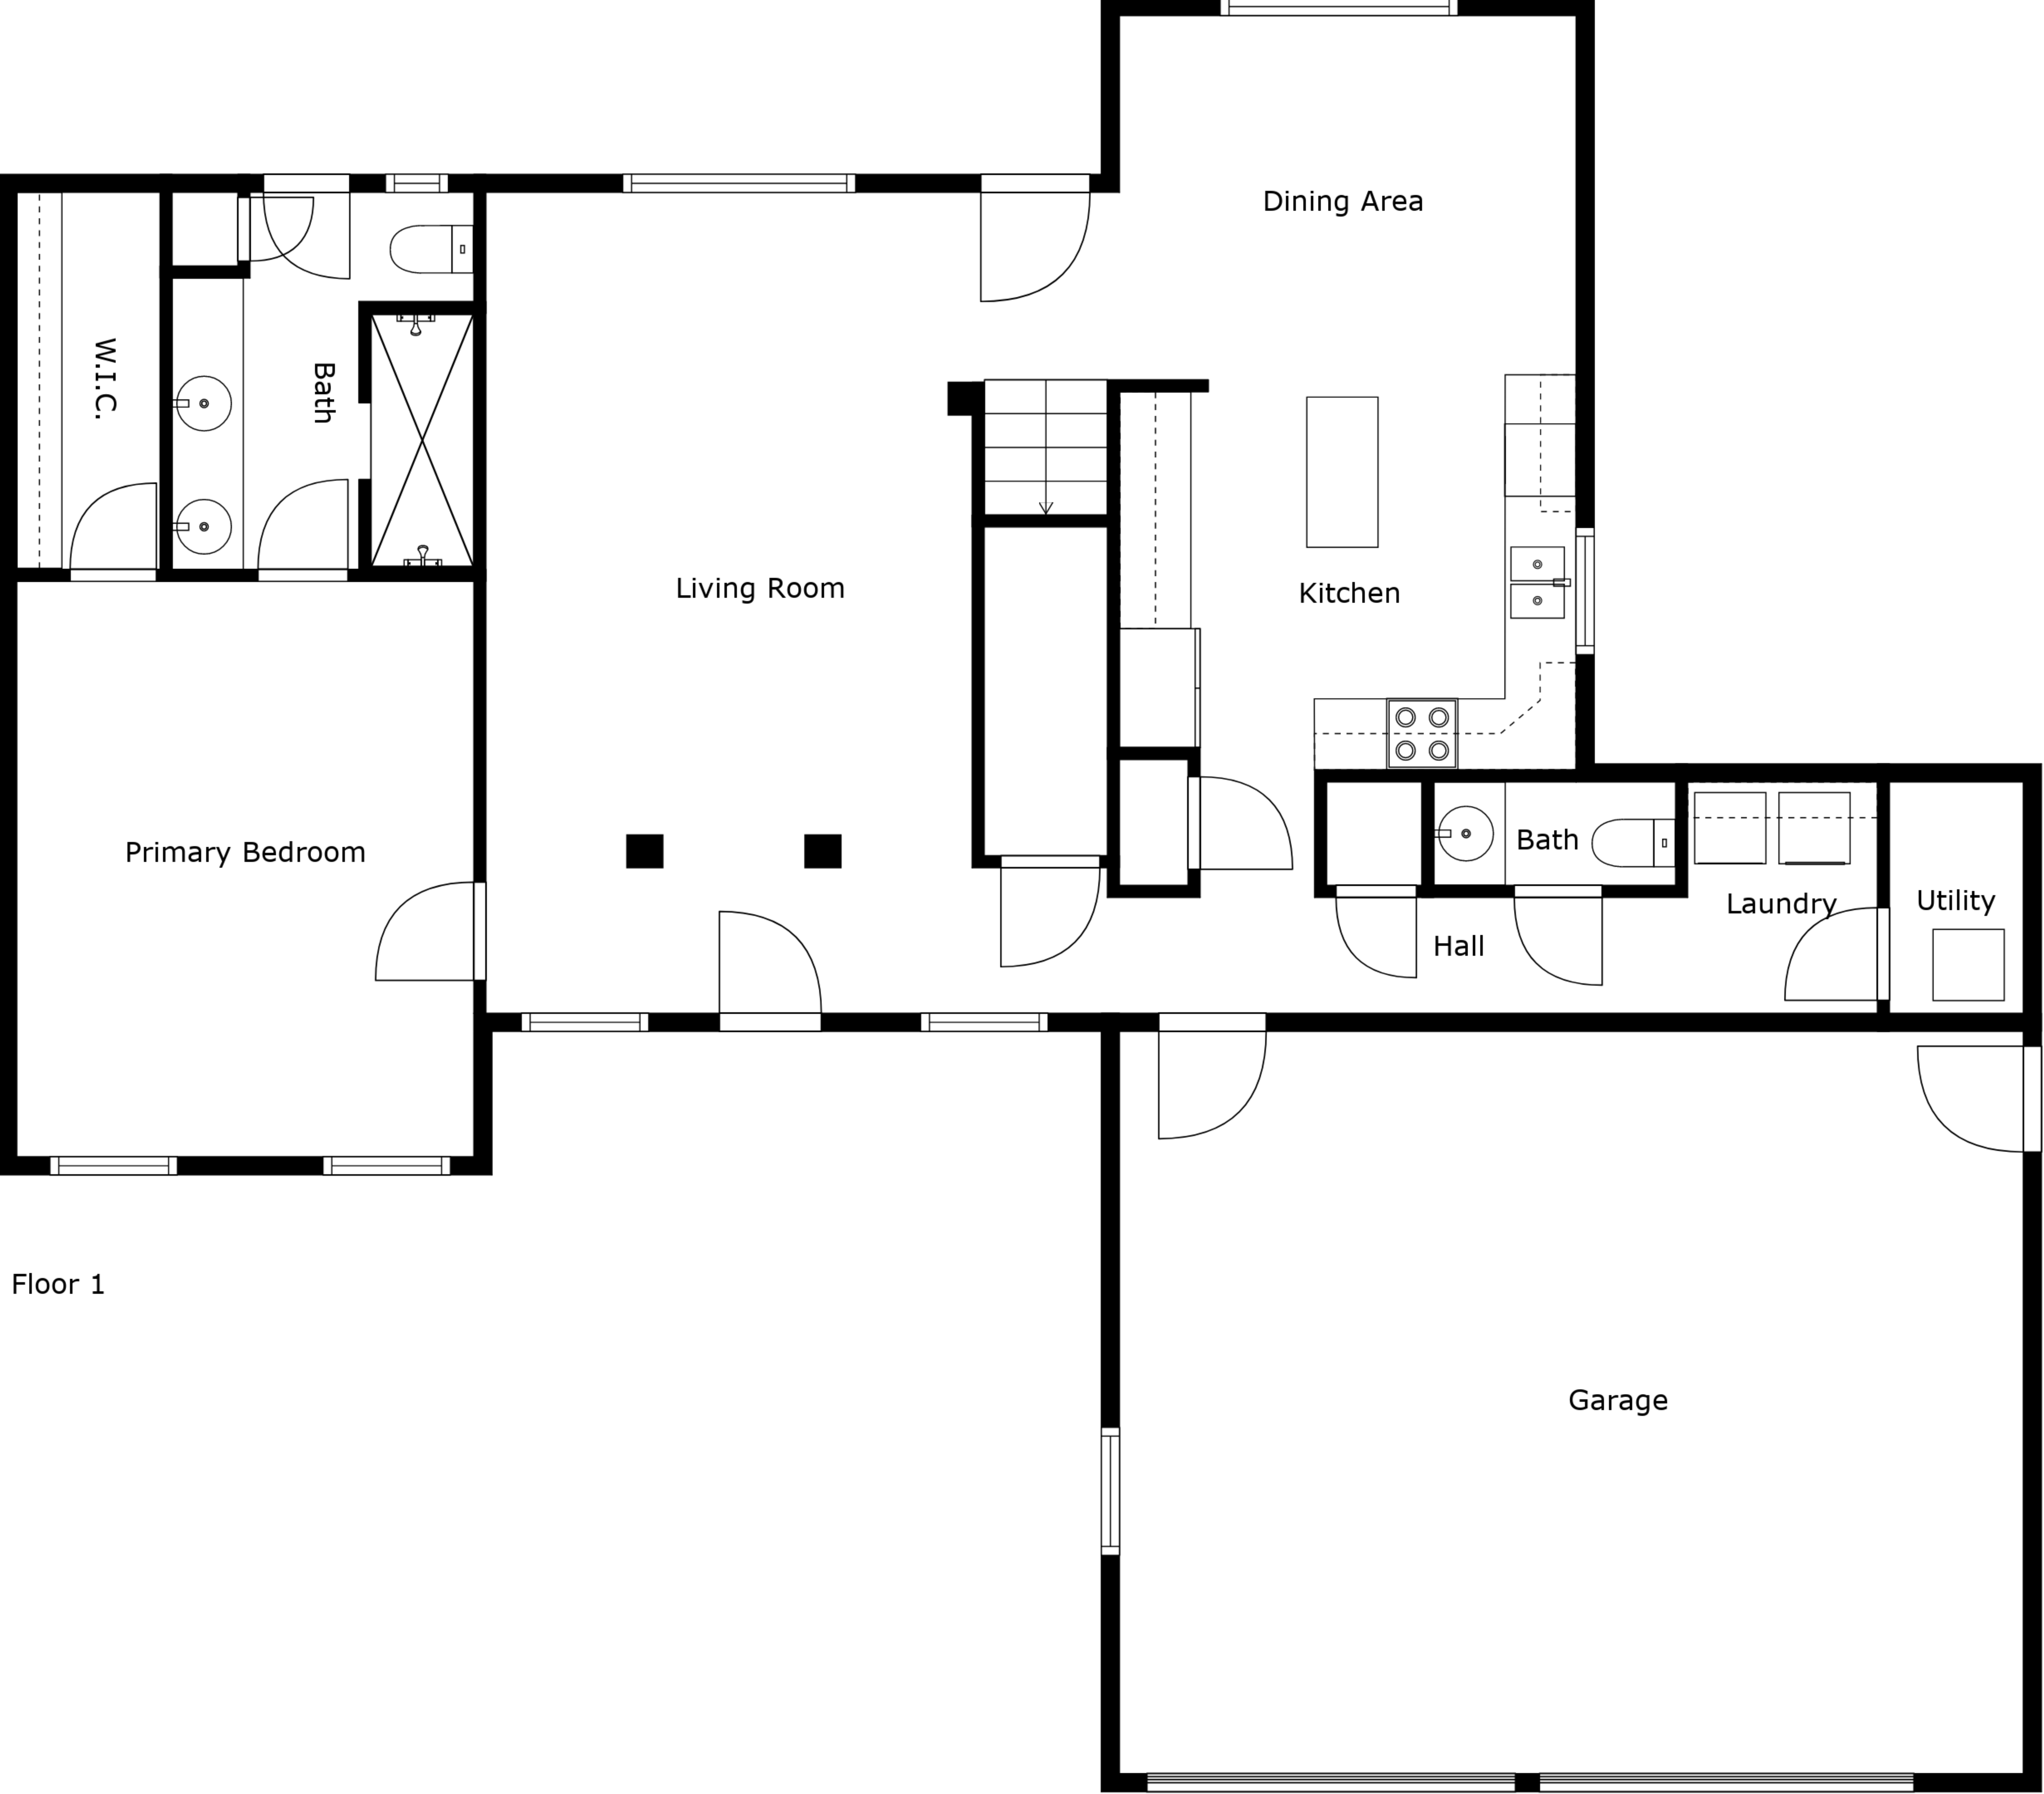 Dining Area
W.I.C.
Bath
Living Room
Kitchen
Primary Bedroom
Bath
Laundry
Utility
Hall
Floor 1
Garage